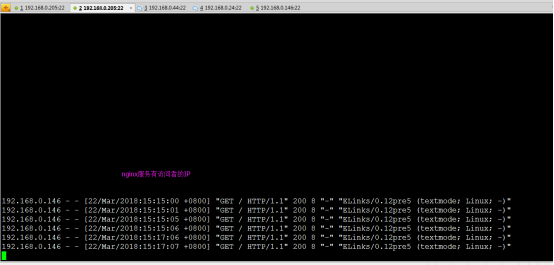 1 192.168.0.205:22 2 192.168.0.205:22 3 192.168.0.44:22 4 192.168.0.24:22 5 192.168.0.146:22
nginx服务有访问者的IP
192.168.0.146 - - [22/Mar/2018:15:15:00 +0800] "GET / HTTP/1.1" 200 8 "-" "ELinks/0.12pre5 (textmode; Linux; -)"
192.168.0.146 - - [22/Mar/2018:15:15:01 +0800] "GET / HTTP/1.1" 200 8 "-" "ELinks/0.12pre5 (textmode; Linux; -)"
192.168.0.146 - - [22/Mar/2018:15:15:05 +0800] "GET / HTTP/1.1" 200 8 "-" "ELinks/0.12pre5 (textmode; Linux; -)"
192.168.0.146 - - [22/Mar/2018:15:15:06 +0800] "GET / HTTP/1.1" 200 8 "-" "ELinks/0.12pre5 (textmode; Linux; -)"
192.168.0.146 - - [22/Mar/2018:15:17:06 +0800] "GET / HTTP/1.1" 200 8 "-" "ELinks/0.12pre5 (textmode; Linux; -)"
192.168.0.146 - - [22/Mar/2018:15:17:07 +0800] "GET / HTTP/1.1" 200 8 "-" "ELinks/0.12pre5 (textmode; Linux; -)"